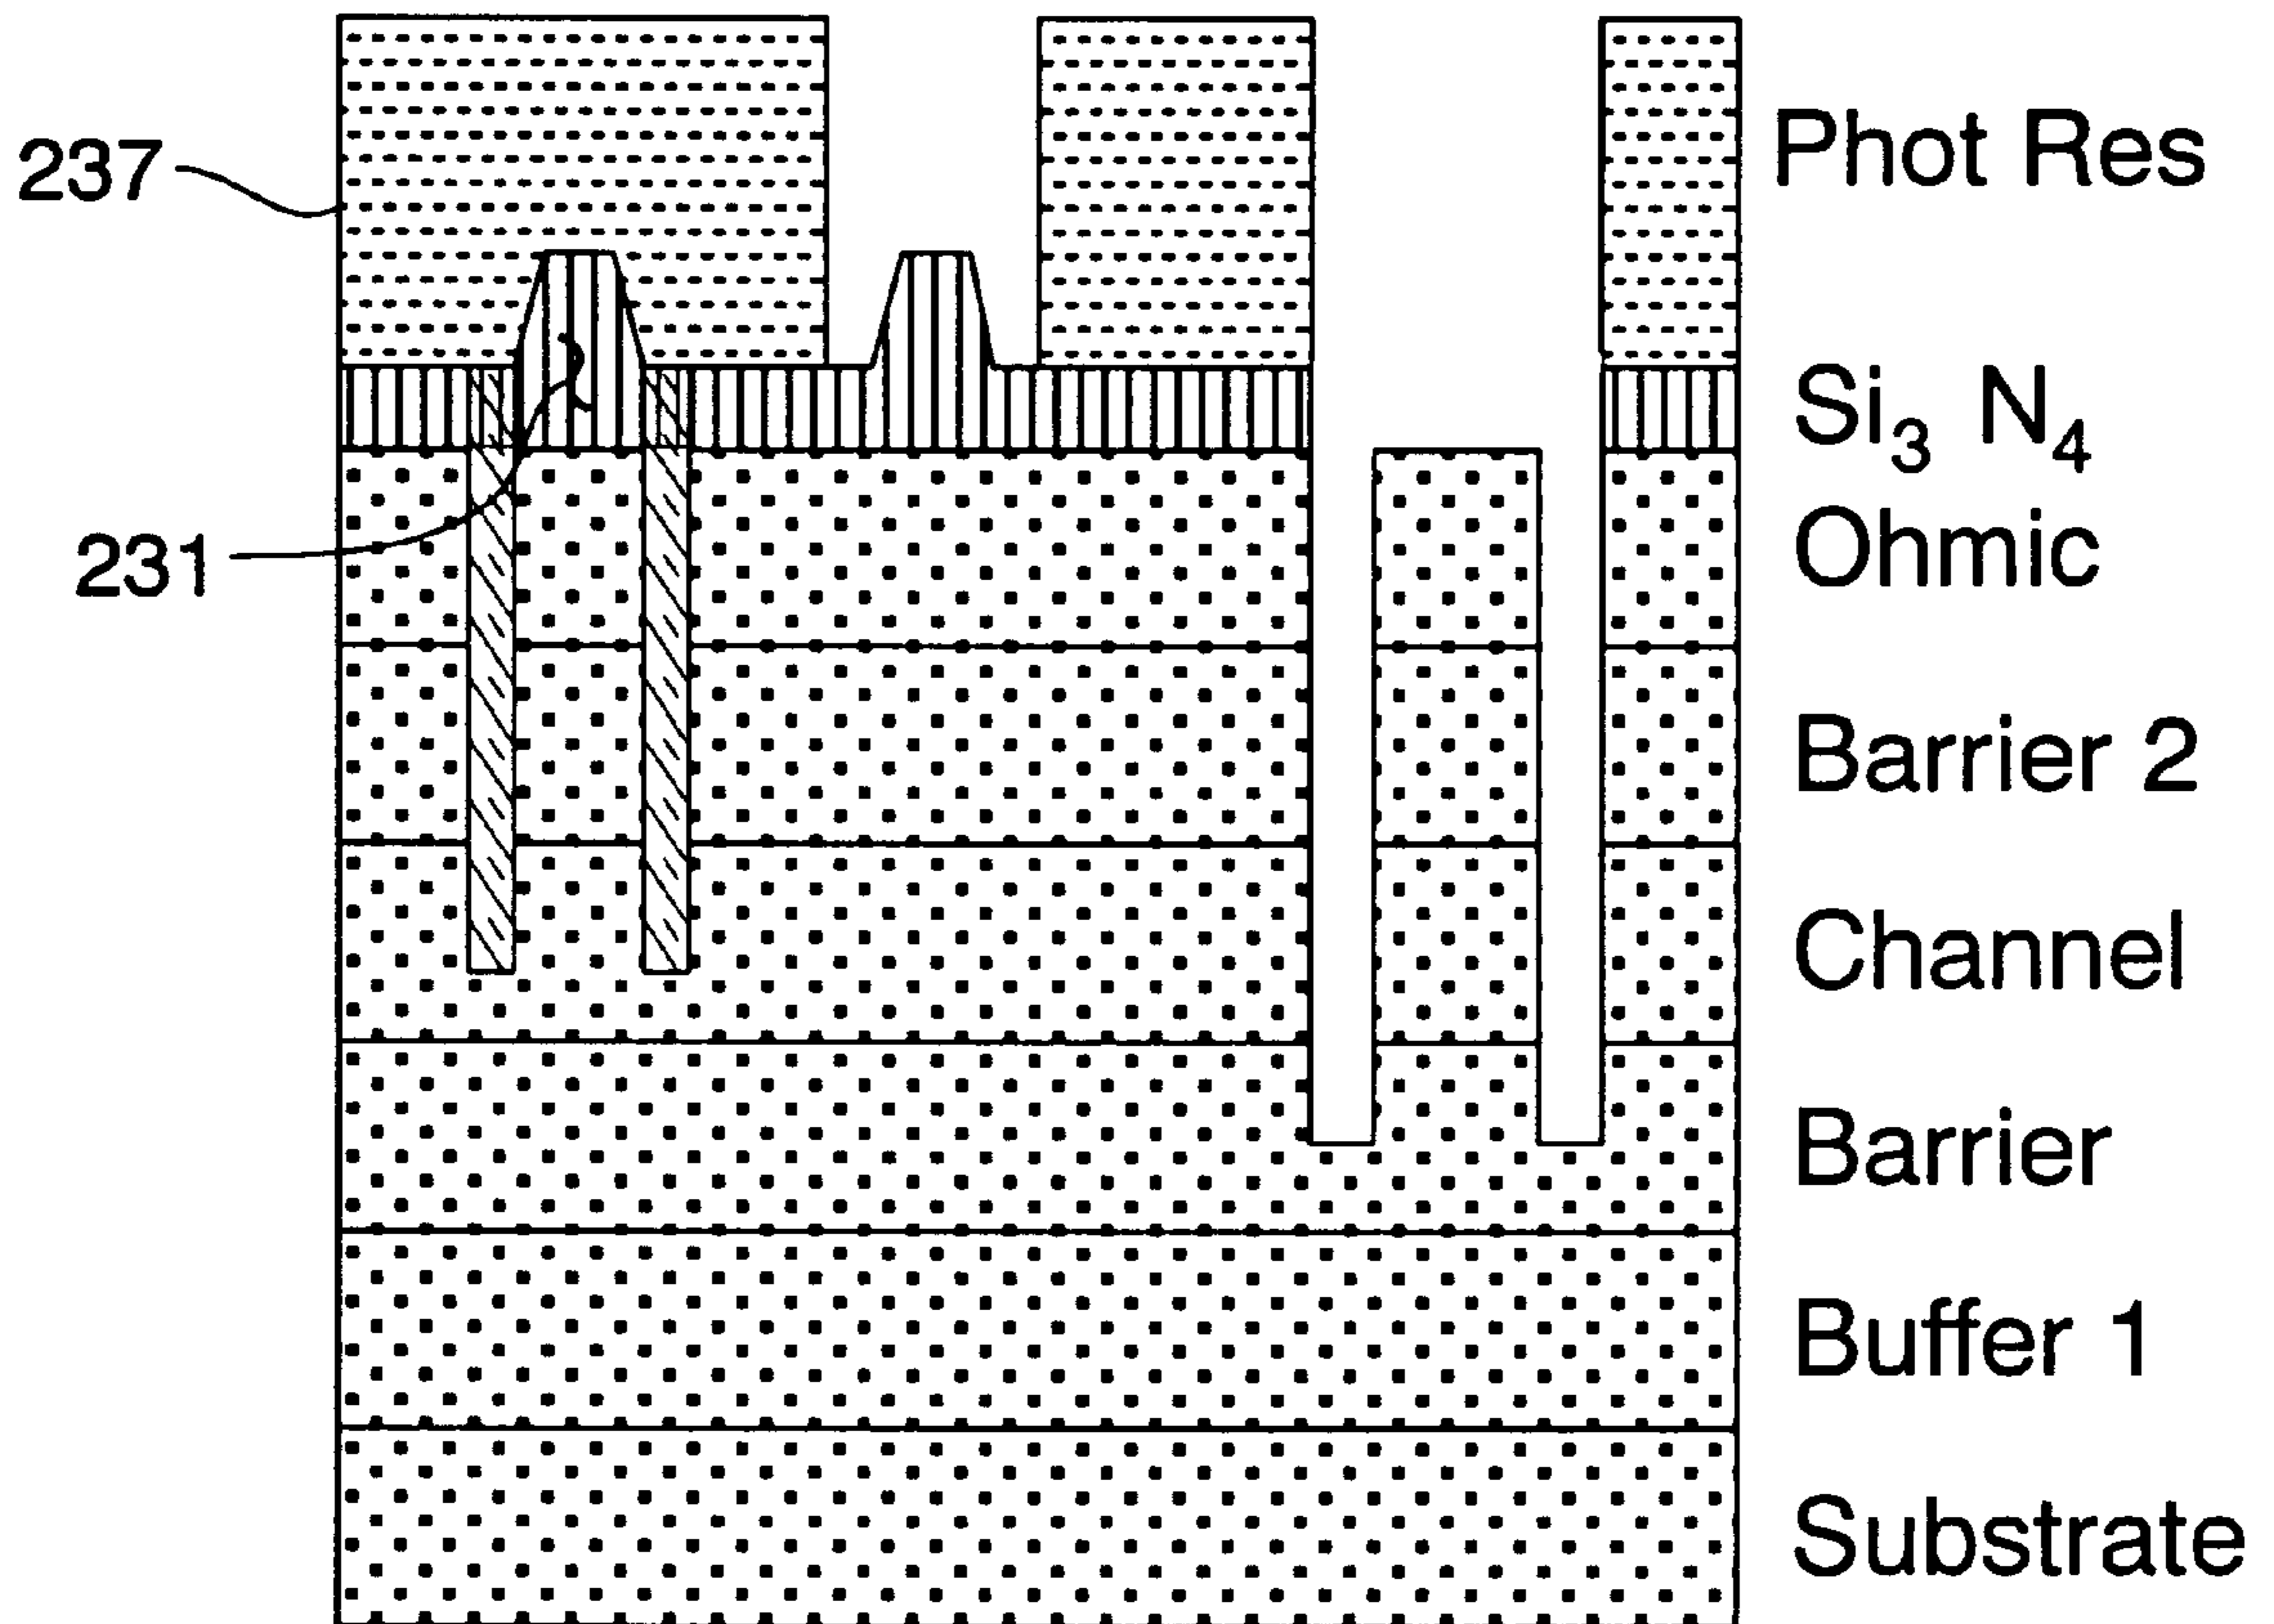 237
Phot Res
Si₃ N₄
231
Ohmic
Barrier 2
Channel
Barrier
Buffer 1
Substrate